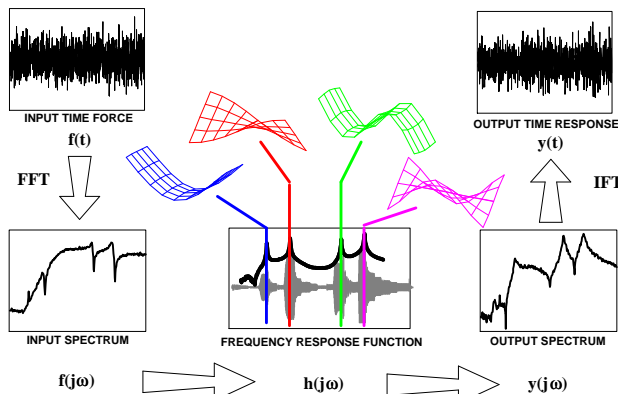 INPUT TIME FORCE
f(t)
FFT
OUTPUT TIME RESPONSE
y(t)
IFT
INPUT SPECTRUM
FREQUENCY RESPONSE FUNCTION
OUTPUT SPECTRUM
f(jω)
h(jω)
y(jω)